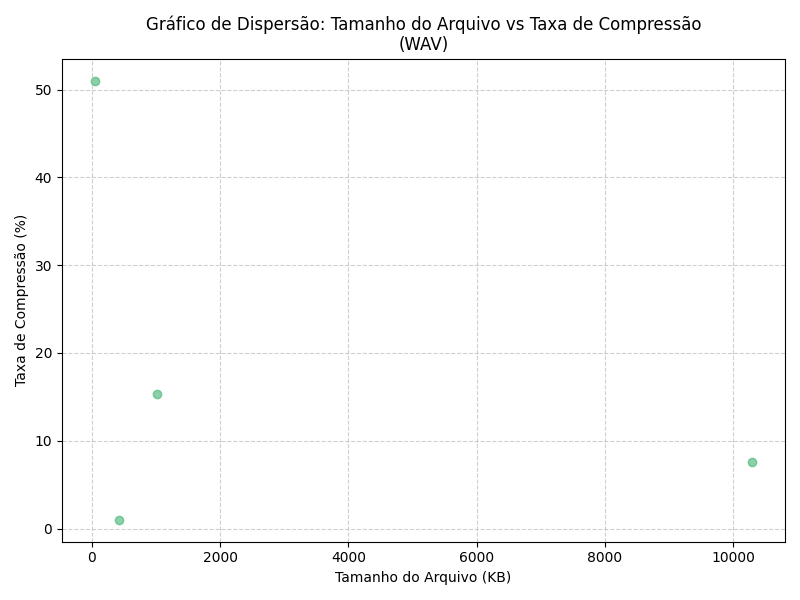 Gráfico de Dispersão: Tamanho do Arquivo vs Taxa de Compressão
(WAV)
Taxa de Compressão (%)
50
40
30
20
10
0
0 2000 4000 6000 8000 10000
Tamanho do Arquivo (KB)